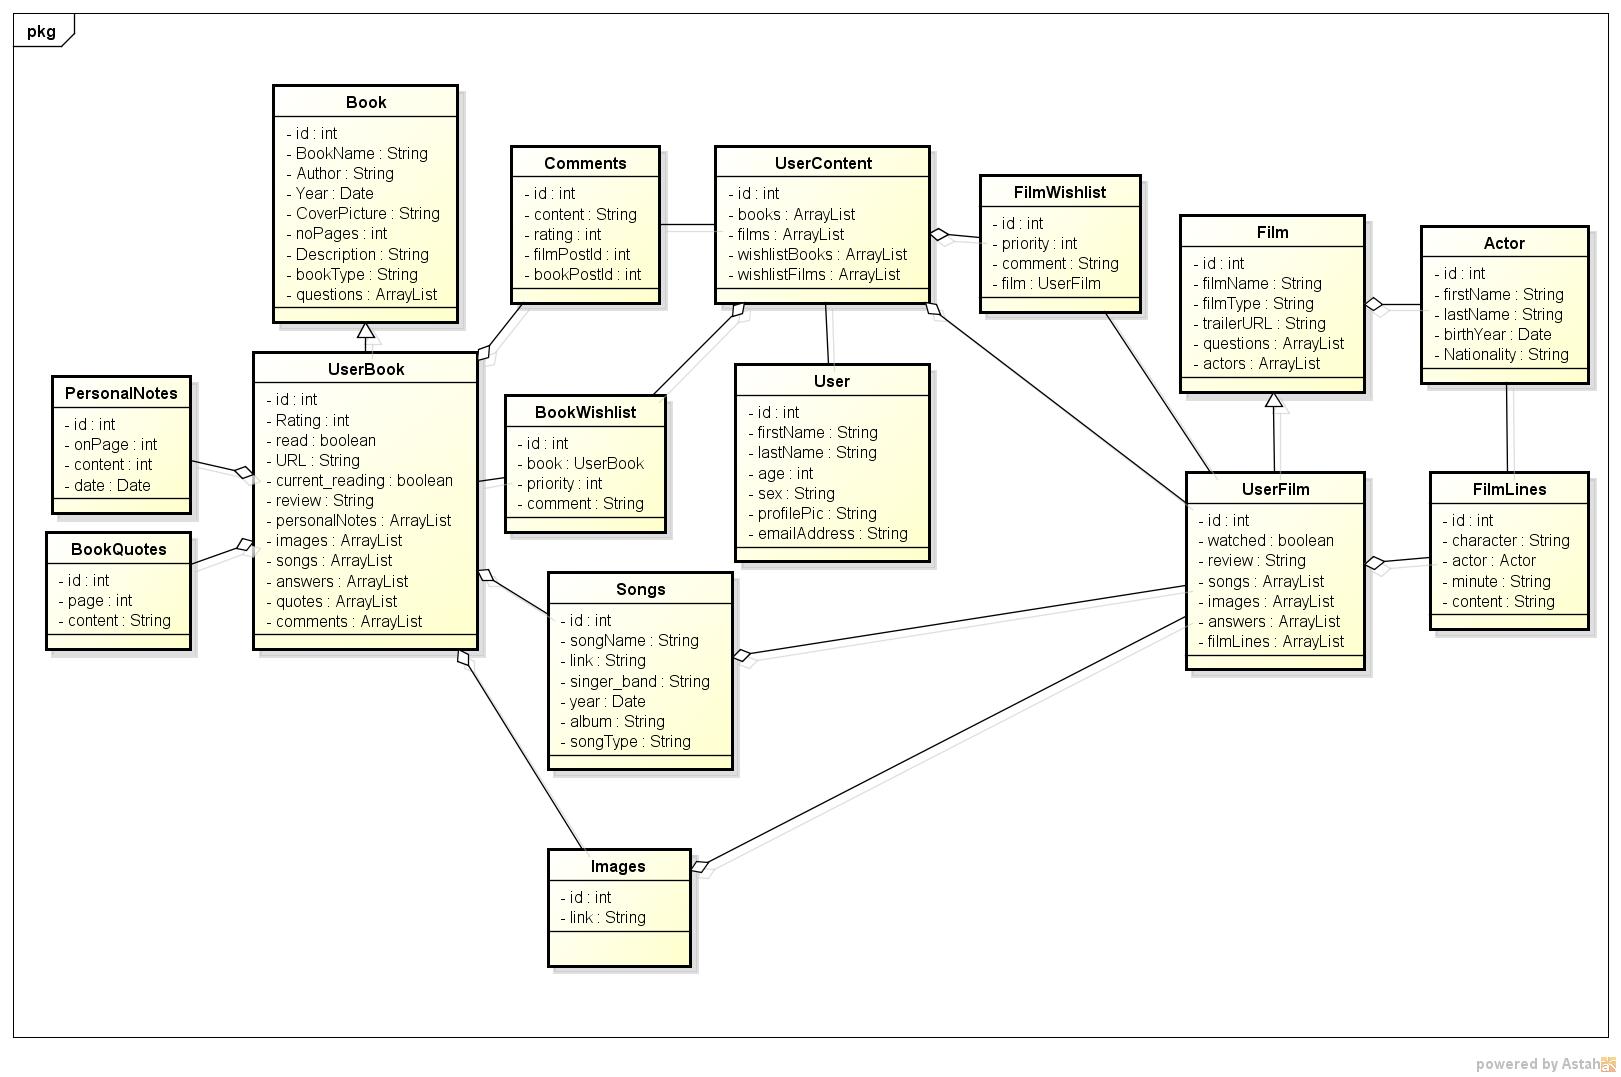 pkg
Book
- id : int
- BookName : String
- Author : String
- Year : Date
- CoverPicture : String
- noPages : int
- Description : String
- bookType : String
- questions : ArrayList
Comments
- id : int
- content : String
- rating : int
- filmPostId : int
- bookPostId : int
UserContent
- id : int
- books : ArrayList
- films : ArrayList
- wishlistBooks : ArrayList
- wishlistFilms : ArrayList
FilmWishlist
- id : int
- priority : int
- comment : String
- film : UserFilm
Film
- id : int
- filmName : String
- filmType : String
- trailerURL : String
- questions : ArrayList
- actors : ArrayList
Actor
- id : int
- firstName : String
- lastName : String
- birthYear : Date
- Nationality : String
PersonalNotes
- id : int
- onPage : int
- content : int
- date : Date
UserBook
- id : int
- Rating : int
- read : boolean
- URL : String
- current_reading : boolean
- review : String
- personalNotes : ArrayList
- images : ArrayList
- songs : ArrayList
- answers : ArrayList
- quotes : ArrayList
- comments : ArrayList
BookWishlist
- id : int
- book : UserBook
- priority : int
- comment : String
User
- id : int
- firstName : String
- lastName : String
- age : int
- sex : String
- profilePic : String
- emailAddress : String
BookQuotes
- id : int
- page : int
- content : String
Songs
- id : int
- songName : String
- link : String
- singer_band : String
- year : Date
- album : String
- songType : String
UserFilm
- id : int
- watched : boolean
- review : String
- songs : ArrayList
- images : ArrayList
- answers : ArrayList
- filmLines : ArrayList
FilmLines
- id : int
- character : String
- actor : Actor
- minute : String
- content : String
Images
- id : int
- link : String
powered by Astah